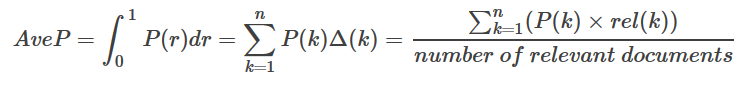 AveP = ∫₀¹ P(r)dr = ∑ₖ₌₁ⁿ P(k)Δ(k) = ∑ₖ₌₁ⁿ(P(k) × rel(k)) / number of relevant documents